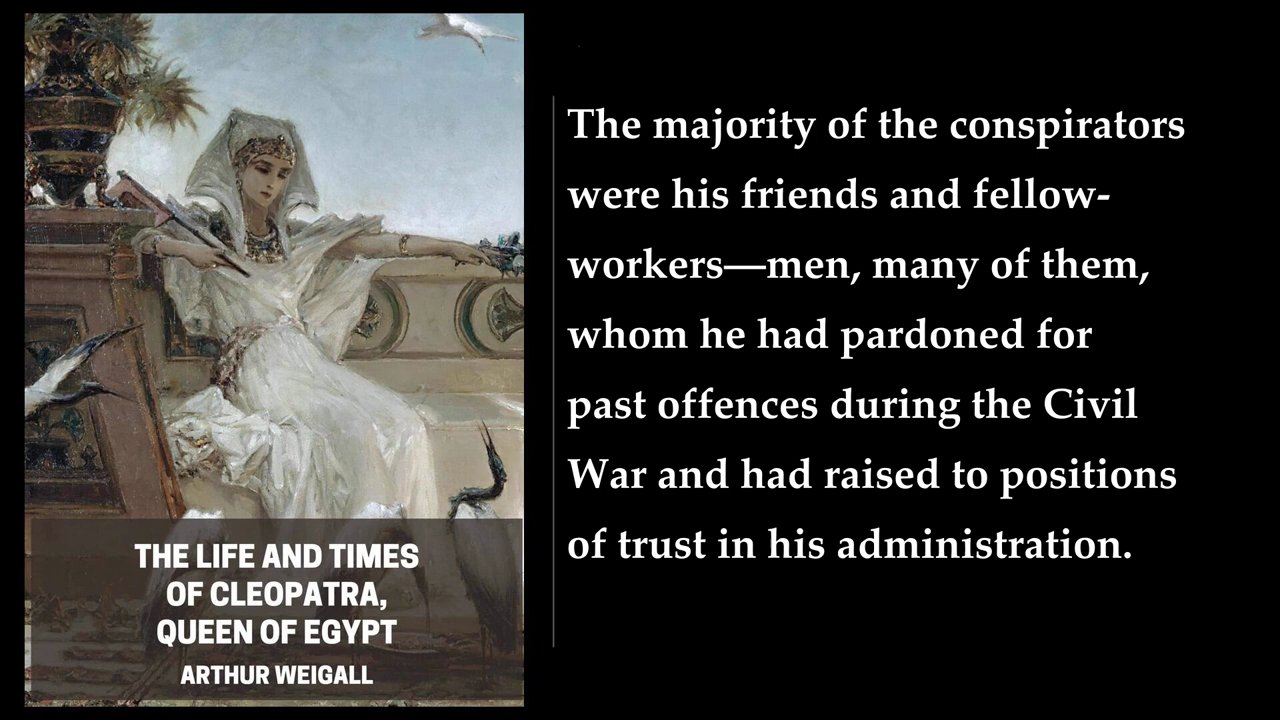 THE LIFE AND TIMES
OF CLEOPATRA,
QUEEN OF EGYPT
ARTHUR WEIGALL
The majority of the conspirators
were his friends and fellow-
workers—men, many of them,
whom he had pardoned for
past offences during the Civil
War and had raised to positions
of trust in his administration.